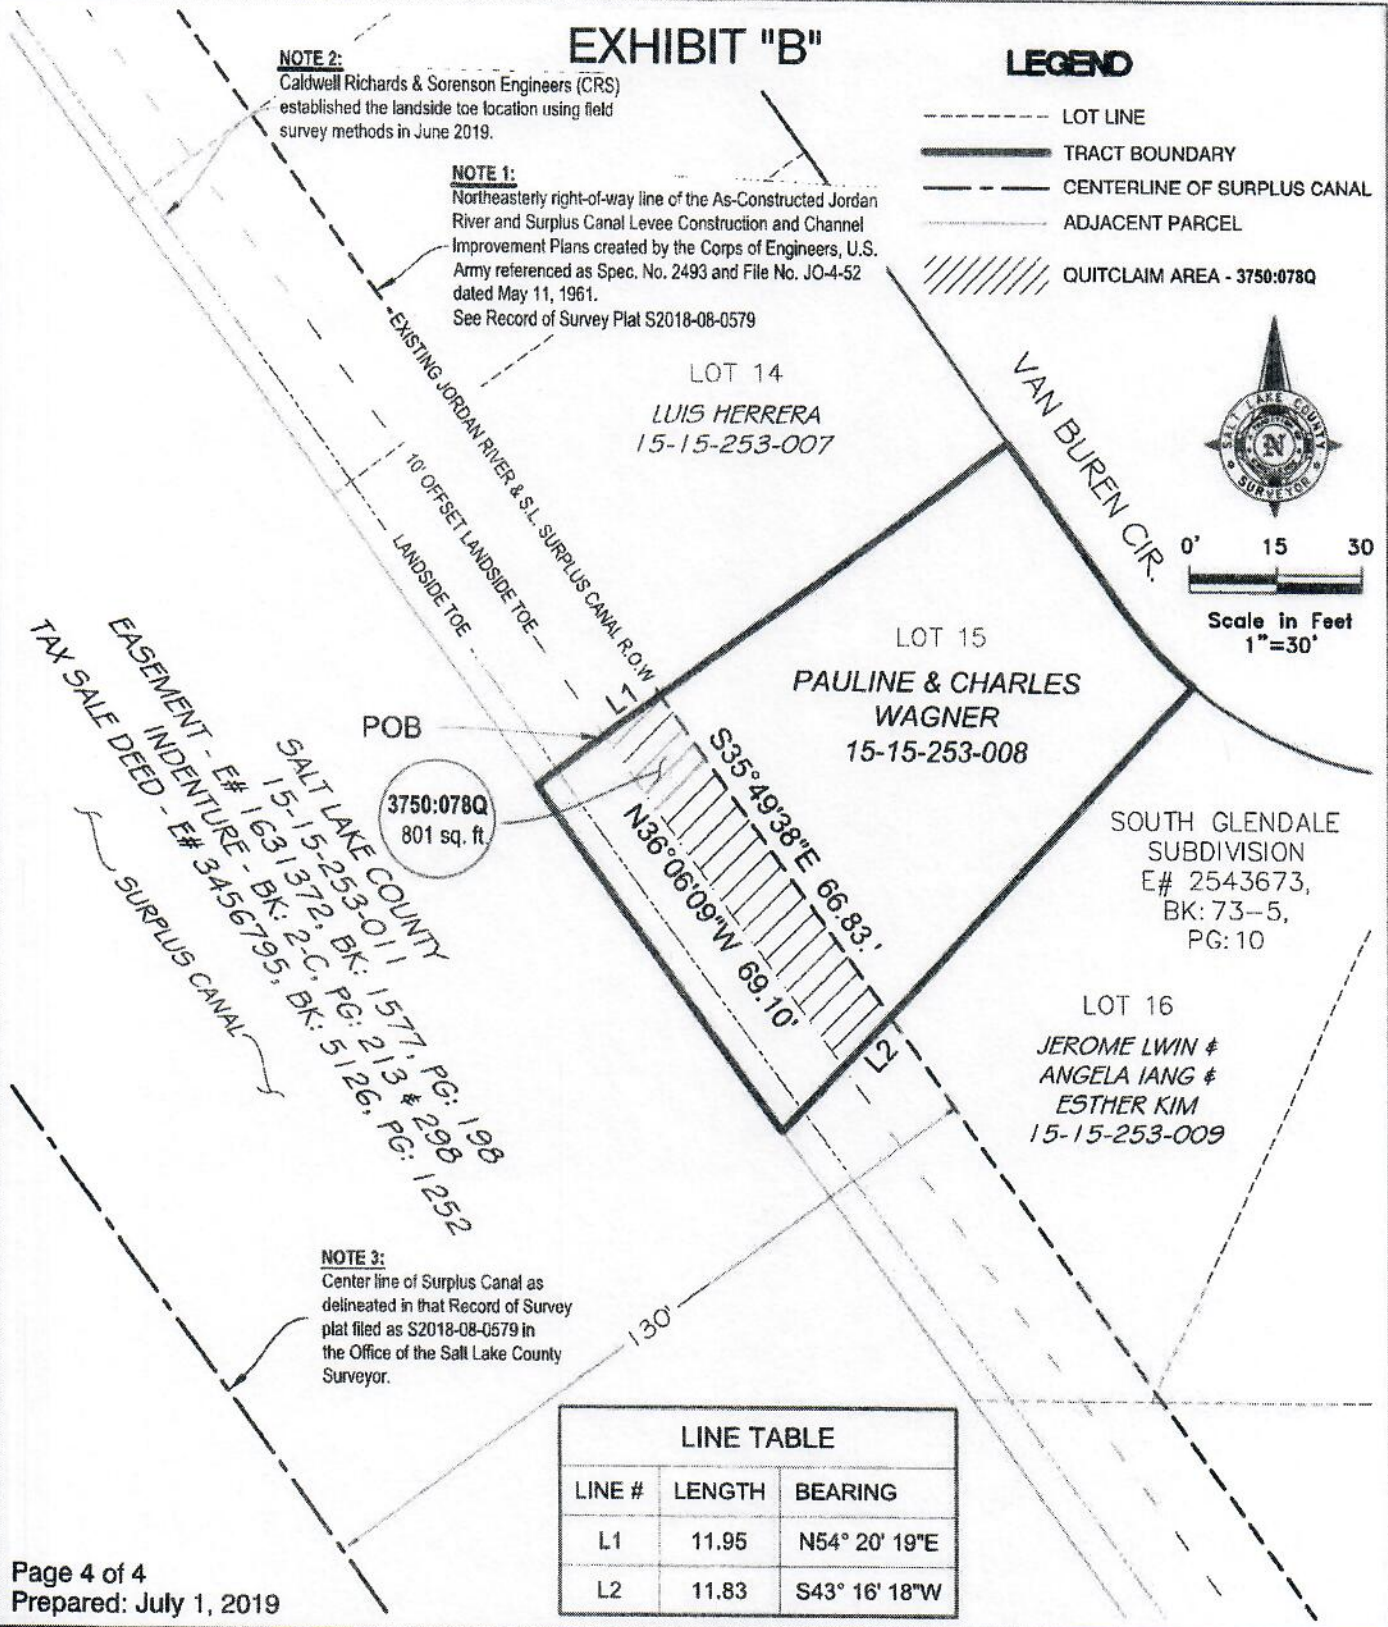 EXHIBIT "B"
NOTE 2:
Caldwell Richards & Sorenson Engineers (CRS)
established the landside toe location using field
survey methods in June 2019.
NOTE 1:
Northeasterly right-of-way line of the As-Constructed Jordan
River and Surplus Canal Levee Construction and Channel
Improvement Plans created by the Corps of Engineers, U.S.
Army referenced as Spec. No. 2493 and File No. JO-4-52
dated May 11, 1961.
See Record of Survey Plat S2018-08-0579
LEGEND
LOT LINE
TRACT BOUNDARY
CENTERLINE OF SURPLUS CANAL
ADJACENT PARCEL
QUITCLAIM AREA - 3750:078Q
SALT LAKE COUNTY
N
SURVEYOR
0' 15 30
Scale in Feet
1"=30'
VAN BUREN CIR.
LOT 14
LUIS HERRERA
15-15-253-007
EXISTING JORDAN RIVER & S.L. SURPLUS CANAL R.O.W
10' OFFSET LANDSIDE TOE
LANDSIDE TOE
LOT 15
PAULINE & CHARLES
WAGNER
15-15-253-008
L1
POB
3750:078Q
801 sq. ft.
S35°49'38"E 66.83.'
N36°06'09"W 69.10'
L2
SALT LAKE COUNTY
15-15-253-011
EASEMENT - E# 1631372, BK: 1577, PG: 198
INDENTURE - BK: 2-C, PG: 213 & 298
TAX SALE DEED - E# 3456795, BK: 5126, PG: 1252
SURPLUS CANAL
SOUTH GLENDALE
SUBDIVISION
E# 2543673,
BK: 73-5,
PG: 10
LOT 16
JEROME LWIN &
ANGELA IANG &
ESTHER KIM
15-15-253-009
130'
NOTE 3:
Center line of Surplus Canal as
delineated in that Record of Survey
plat filed as S2018-08-0579 in
the Office of the Salt Lake County
Surveyor.
LINE TABLE
LINE # LENGTH BEARING
L1 11.95 N54° 20' 19"E
L2 11.83 S43° 16' 18"W
Page 4 of 4
Prepared: July 1, 2019